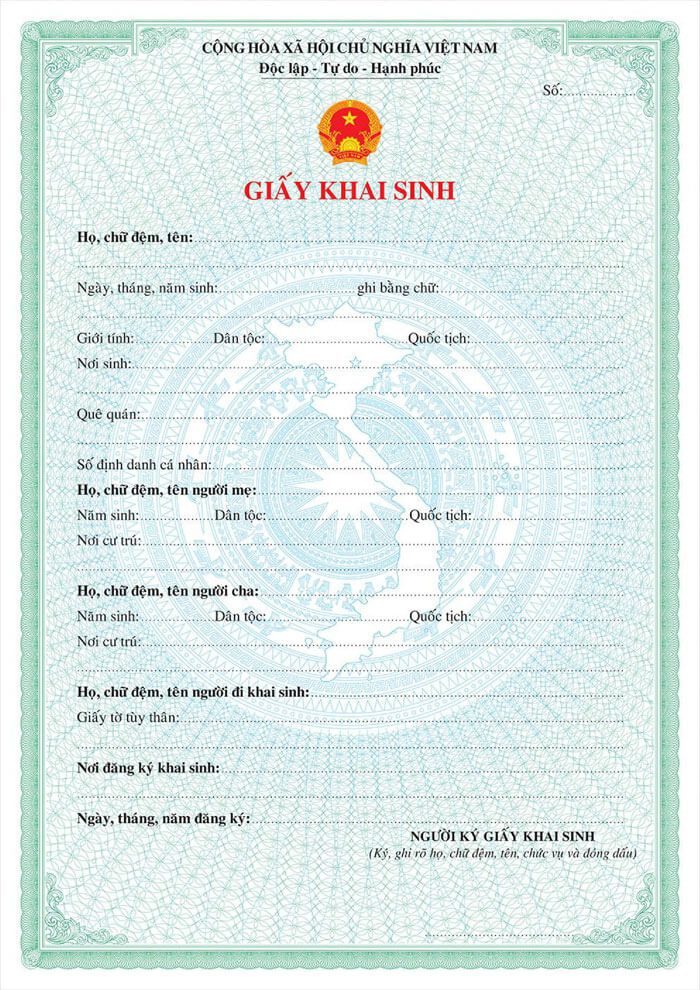 CỘNG HÒA XÃ HỘI CHỦ NGHĨA VIỆT NAM
Độc lập - Tự do - Hạnh phúc
Số:
VIỆT NAM
GIẤY KHAI SINH
Họ, chữ đệm, tên:
Ngày, tháng, năm sinh: ghi bằng chữ:
Giới tính: Dân tộc: Quốc tịch:
Nơi sinh:
Quê quán:
Số định danh cá nhân:
Họ, chữ đệm, tên người mẹ:
Năm sinh: Dân tộc: Quốc tịch:
Nơi cư trú:
Họ, chữ đệm, tên người cha:
Năm sinh: Dân tộc: Quốc tịch:
Nơi cư trú:
Họ, chữ đệm, tên người đi khai sinh:
Giấy tờ tùy thân:
Nơi đăng ký khai sinh:
Ngày, tháng, năm đăng ký:
NGƯỜI KÝ GIẤY KHAI SINH
(Ký, ghi rõ họ, chữ đệm, tên, chức vụ và đóng dấu)